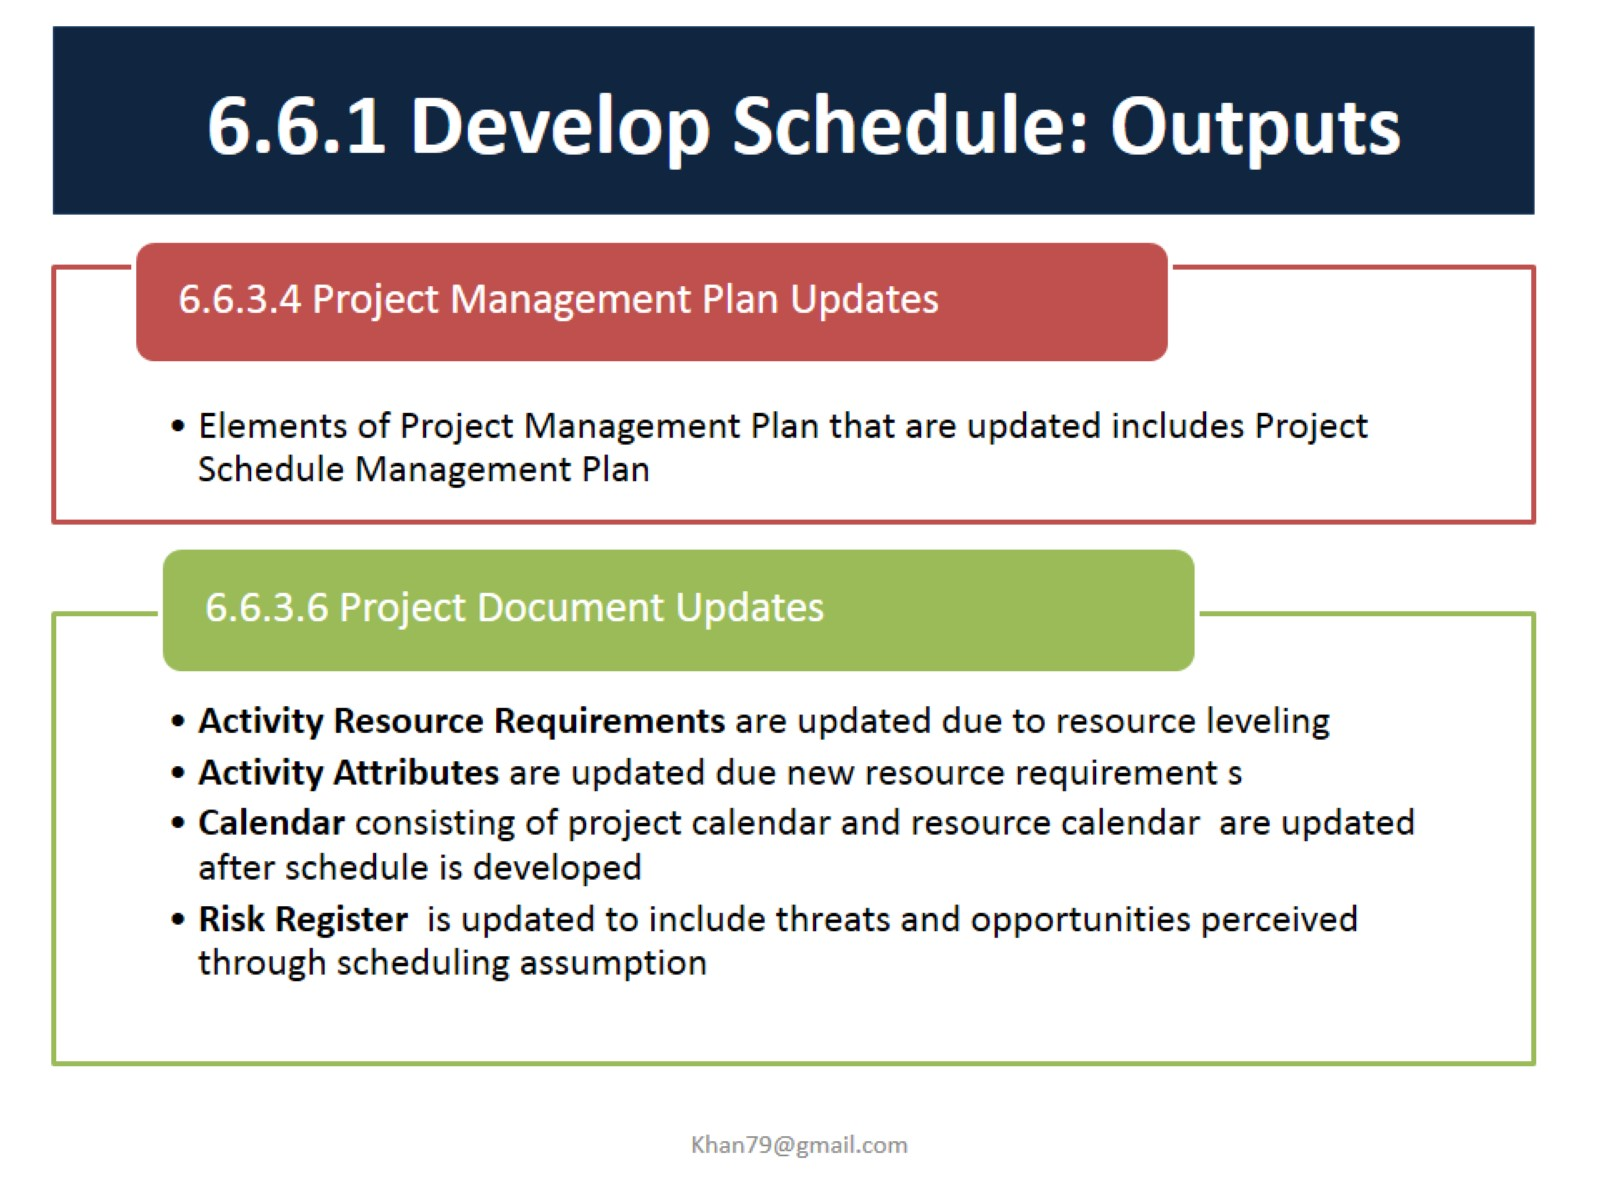 6.6.1 Develop Schedule: Outputs
6.6.3.4 Project Management Plan Updates
• Elements of Project Management Plan that are updated includes Project
Schedule Management Plan
6.6.3.6 Project Document Updates
• Activity Resource Requirements are updated due to resource leveling
• Activity Attributes are updated due new resource requirement s
• Calendar consisting of project calendar and resource calendar  are updated
after schedule is developed
• Risk Register  is updated to include threats and opportunities perceived
through scheduling assumption
Khan79@gmail.com